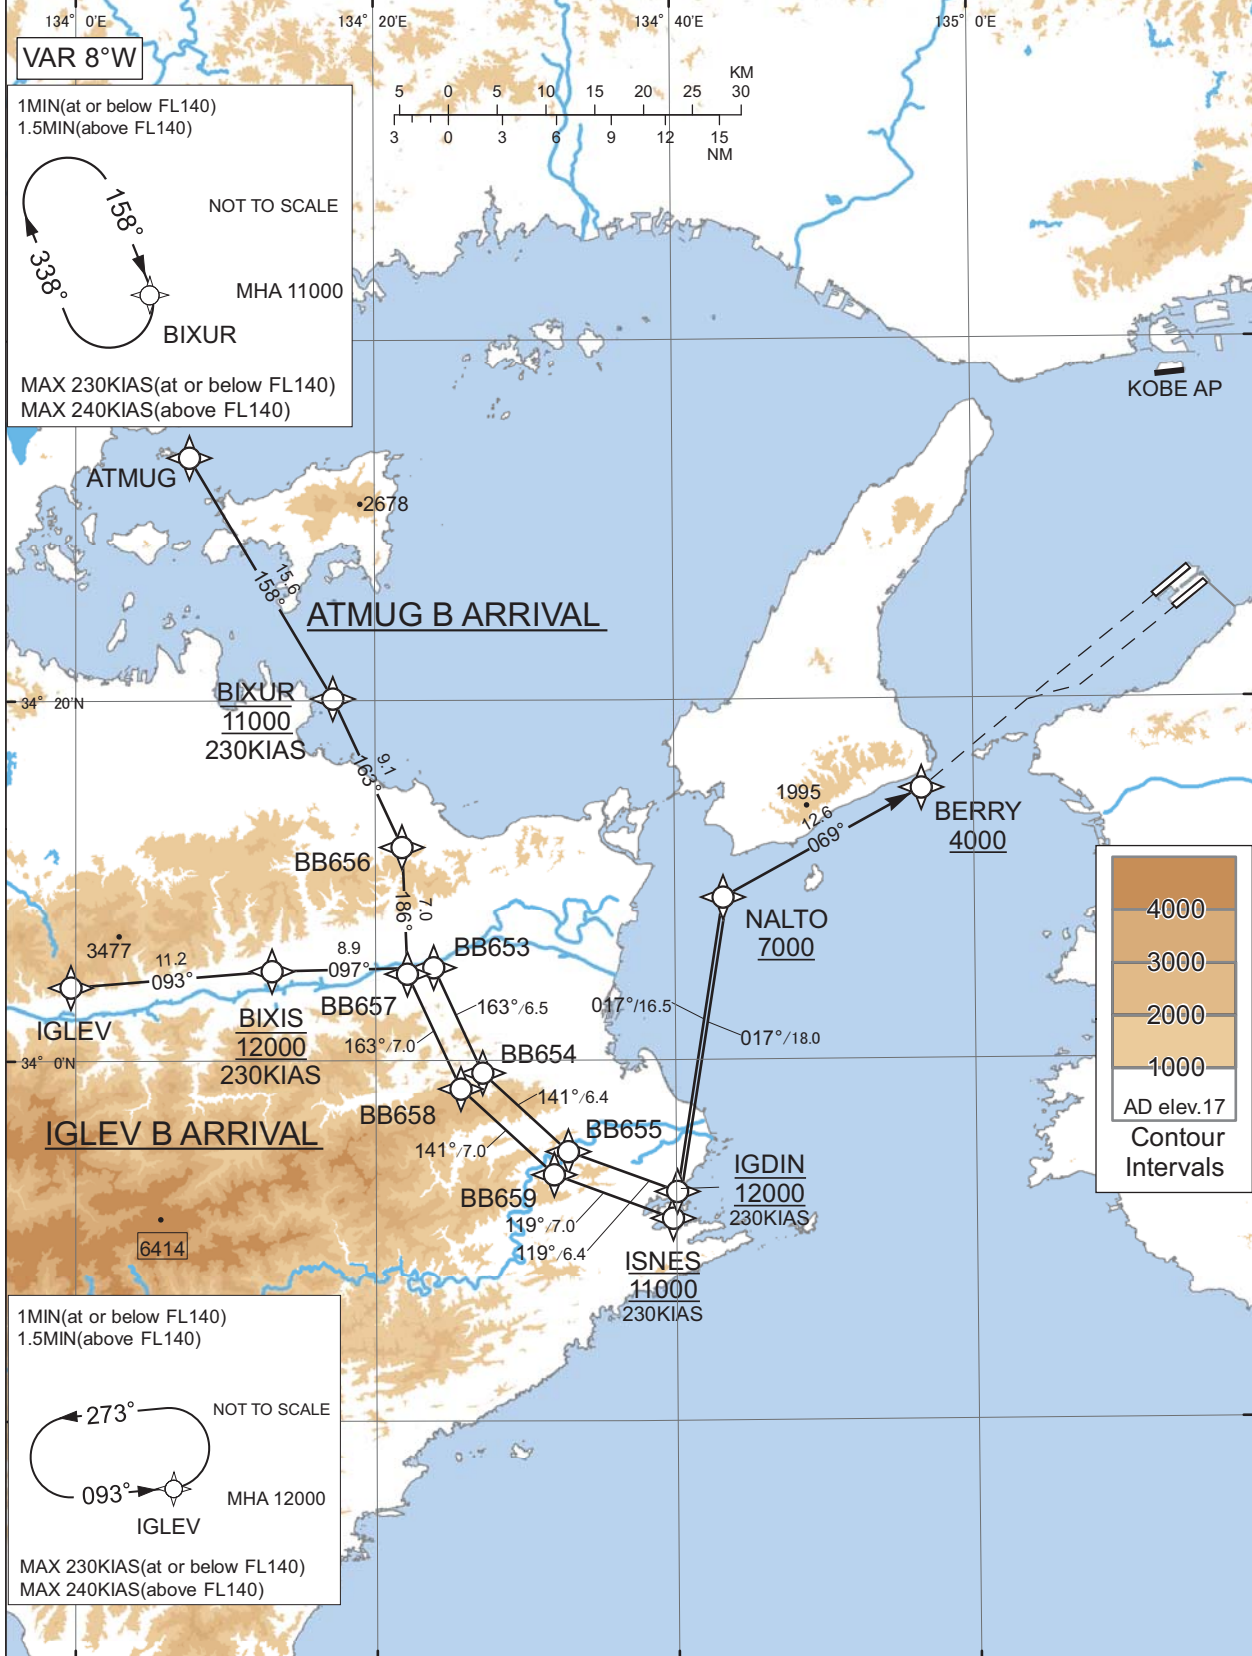 134° 0'E
134° 20'E
134° 40'E
135° 0'E
VAR 8°W
1MIN(at or below FL140)
1.5MIN(above FL140)
158°
338°
NOT TO SCALE
MHA 11000
BIXUR
MAX 230KIAS(at or below FL140)
MAX 240KIAS(above FL140)
KM
5 0 5 10 15 20 25 30
3 0 3 6 9 12 15
NM
KOBE AP
ATMUG
2678
15.6
158°
ATMUG B ARRIVAL
34° 20'N
BIXUR
11000
230KIAS
9.1
163°
BB656
186°
7.0
1995
12.6
069°
BERRY
4000
NALTO
7000
3477
11.2
093°
8.9
097°
BB653
IGLEV
BIXIS
12000
230KIAS
BB657
163°/6.5
163°/7.0
017°/16.5
017°/18.0
34° 0'N
BB654
BB658
141°/6.4
141°/7.0
IGLEV B ARRIVAL
BB655
BB659
IGDIN
12000
230KIAS
119°/7.0
119°/6.4
ISNES
11000
230KIAS
6414
4000
3000
2000
1000
AD elev.17
Contour
Intervals
1MIN(at or below FL140)
1.5MIN(above FL140)
273°
NOT TO SCALE
093°
MHA 12000
IGLEV
MAX 230KIAS(at or below FL140)
MAX 240KIAS(above FL140)